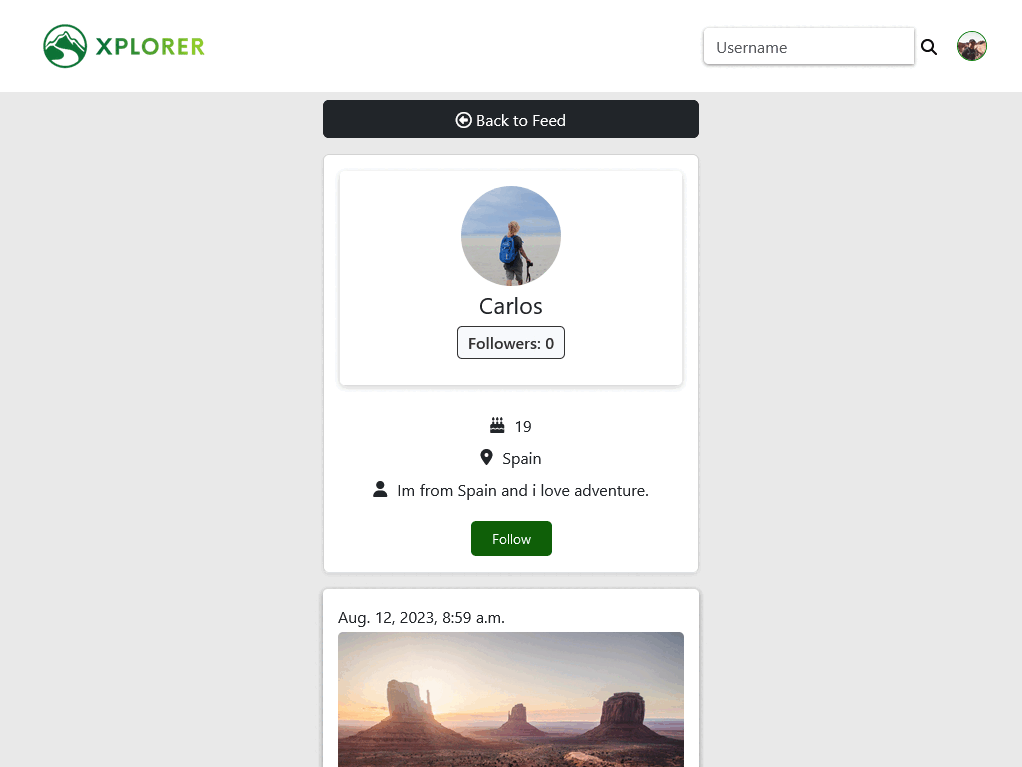 XPLORER
Username
Back to Feed
Carlos
Followers: 0
19
Spain
Im from Spain and i love adventure.
Follow
Aug. 12, 2023, 8:59 a.m.